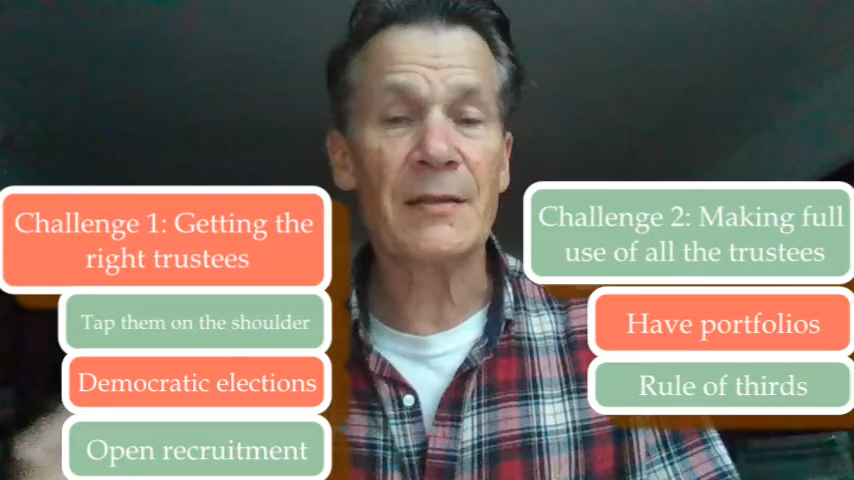 Challenge 1: Getting the
right trustees
Tap them on the shoulder
Democratic elections
Open recruitment
Challenge 2: Making full
use of all the trustees
Have portfolios
Rule of thirds